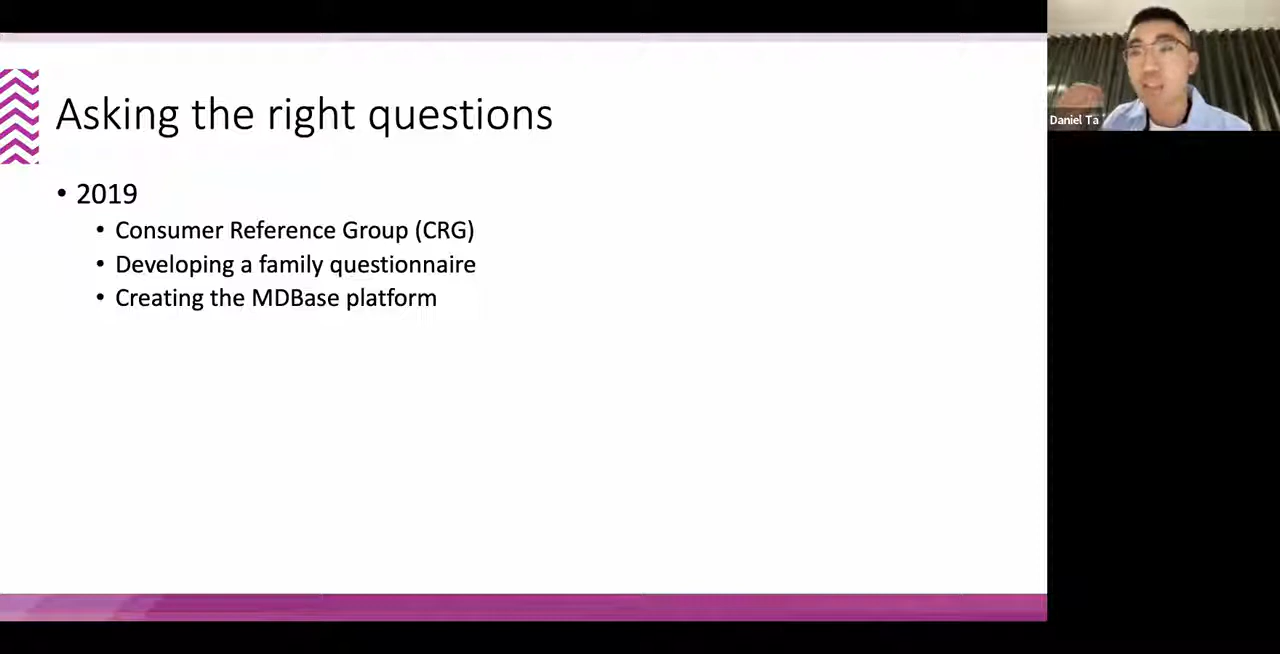 Asking the right questions
• 2019
• Consumer Reference Group (CRG)
• Developing a family questionnaire
• Creating the MDBase platform
Daniel Ta